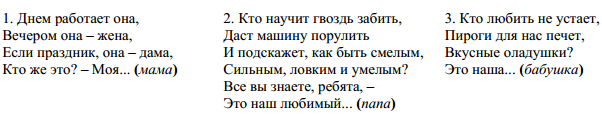 1. Днем работает она,
Вечером она – жена,
Если праздник, она – дама,
Кто же это? – Моя... (мама)
2. Кто научит гвоздь забить,
Даст машину порулить
И подскажет, как быть смелым,
Сильным, ловким и умелым?
Все вы знаете, ребята, –
Это наш любимый... (папа)
3. Кто любить не устает,
Пироги для нас печет,
Вкусные оладушки?
Это наша... (бабушка)